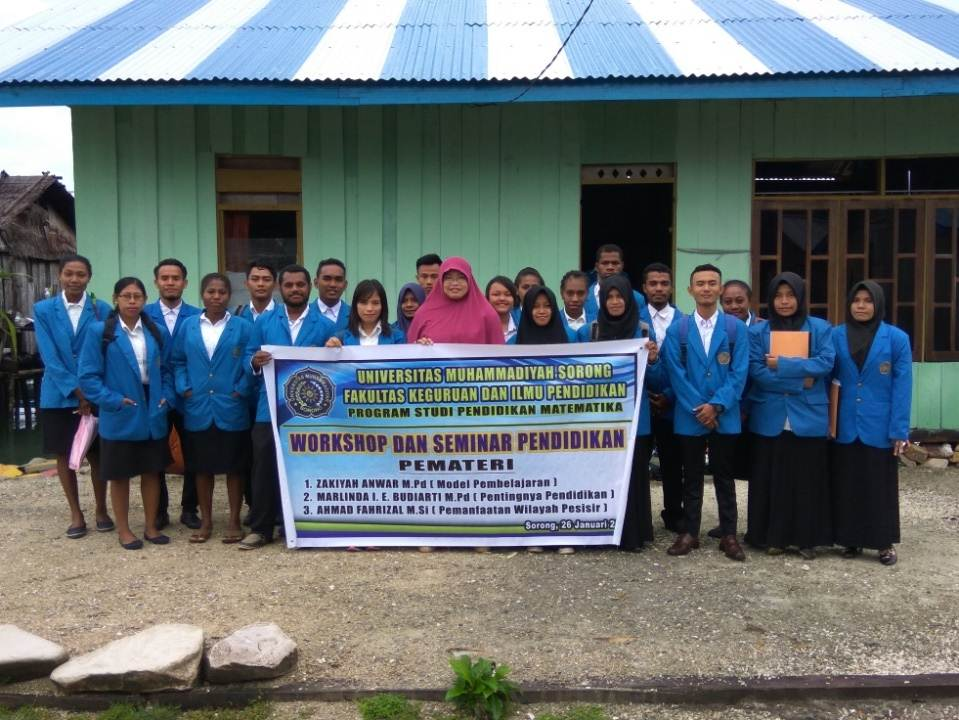 UNIVERSITAS MUHAMMADIYAH SORONG
FAKULTAS KEGURUAN DAN ILMU PENDIDIKAN
PROGRAM STUDI PENDIDIKAN MATEMATIKA
WORKSHOP DAN SEMINAR PENDIDIKAN
PEMATERI
1. ZAKIYAH ANWAR M.Pd ( Model Pembelajaran )
2. MARLINDA I. E. BUDIARTI M.Pd ( Pentingnya Pendidikan )
3. AHMAD FAHRIZAL M.Si ( Pemanfaatan Wilayah Pesisir )
Sorong, 26 Januari 2